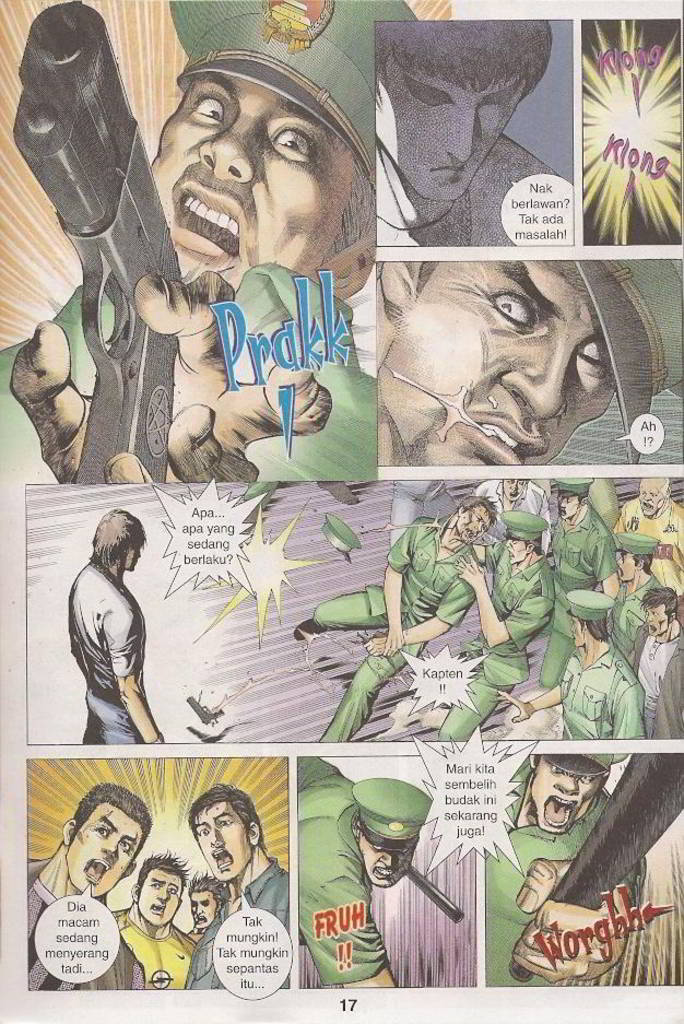 Prakk
!
Nak
berlawan?
Tak ada
masalah!
Klong
!
Klong
!
Ah
!?
Apa...
apa yang
sedang
berlaku?
Kapten
!!
Dia
macam
sedang
menyerang
tadi...
Tak
mungkin!
Tak mungkin
sepantas
itu...
FRUH
!!
Mari kita
sembelih
budak ini
sekarang
juga!
Worghh
17